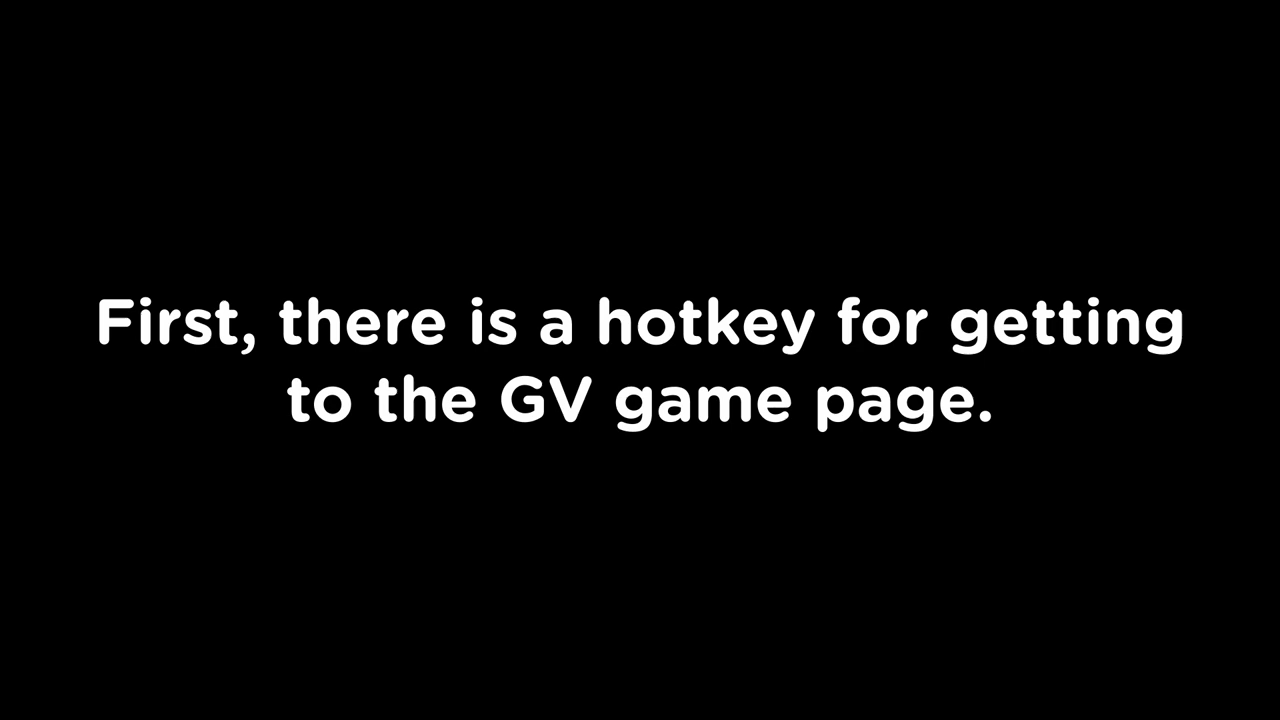 First, there is a hotkey for getting
to the GV game page.